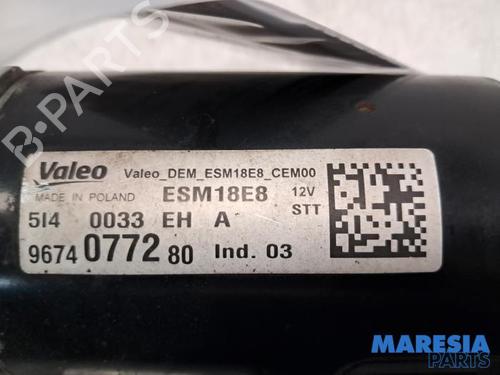 B-PARTS
Valeo Valeo_DEM_ESM18E8_CEM00
MADE IN POLAND ESM18E8 12V
5I4 0033 EH A STT
9674 0772 80 Ind. 03
MARESIA
AUTO PARTS